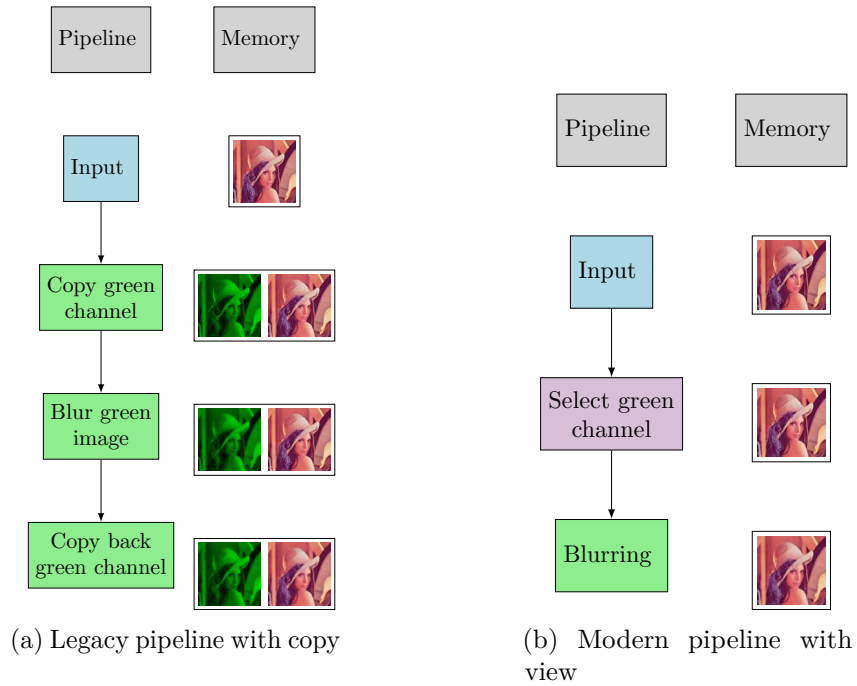 Pipeline
Memory
Input
Copy green
channel
Blur green
image
Copy back
green channel
(a) Legacy pipeline with copy
Pipeline
Memory
Input
Select green
channel
Blurring
(b) Modern pipeline with
view